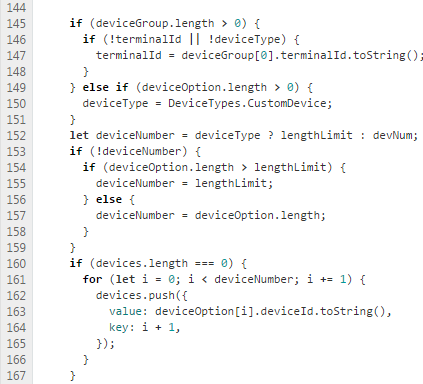 144
145 if (deviceGroup.length > 0) {
146 if (!terminalId || !deviceType) {
147 terminalId = deviceGroup[0].terminalId.toString();
148 }
149 } else if (deviceOption.length > 0) {
150 deviceType = DeviceTypes.CustomDevice;
151 }
152 let deviceNumber = deviceType ? lengthLimit : devNum;
153 if (!deviceNumber) {
154 if (deviceOption.length > lengthLimit) {
155 deviceNumber = lengthLimit;
156 } else {
157 deviceNumber = deviceOption.length;
158 }
159 }
160 if (devices.length === 0) {
161 for (let i = 0; i < deviceNumber; i += 1) {
162 devices.push({
163 value: deviceOption[i].deviceId.toString(),
164 key: i + 1,
165 });
166 }
167 }